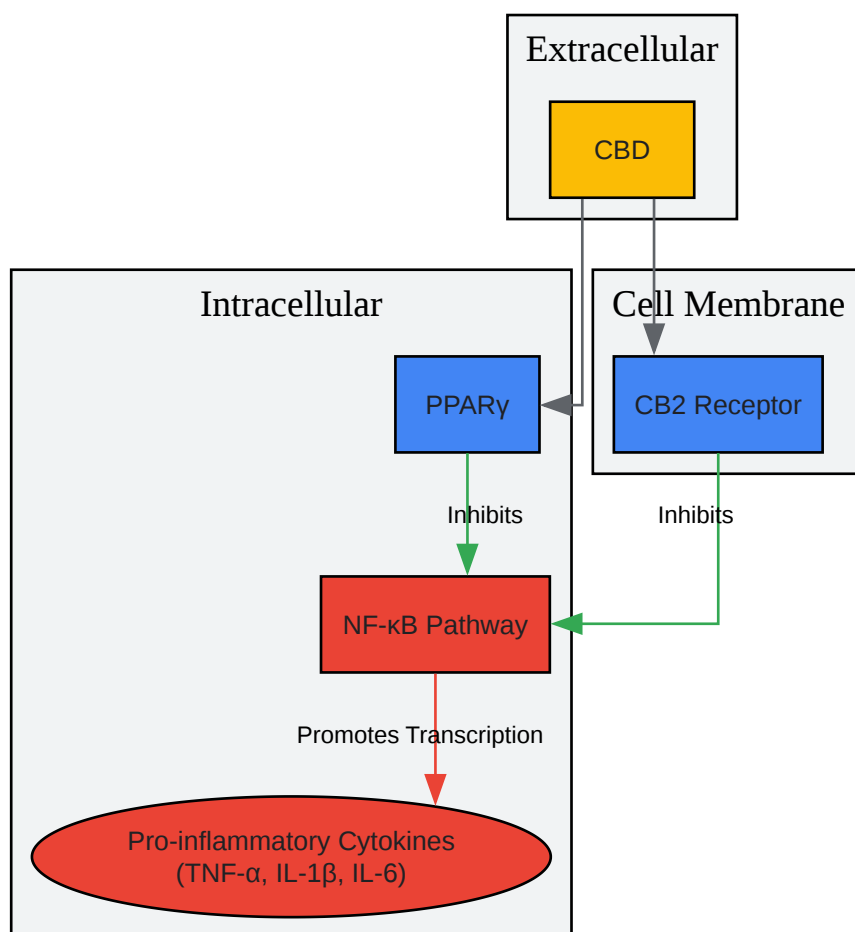 Extracellular
CBD
Intracellular
Cell Membrane
PPARγ
CB2 Receptor
Inhibits
Inhibits
NF-κB Pathway
Promotes Transcription
Pro-inflammatory Cytokines
(TNF-α, IL-1β, IL-6)